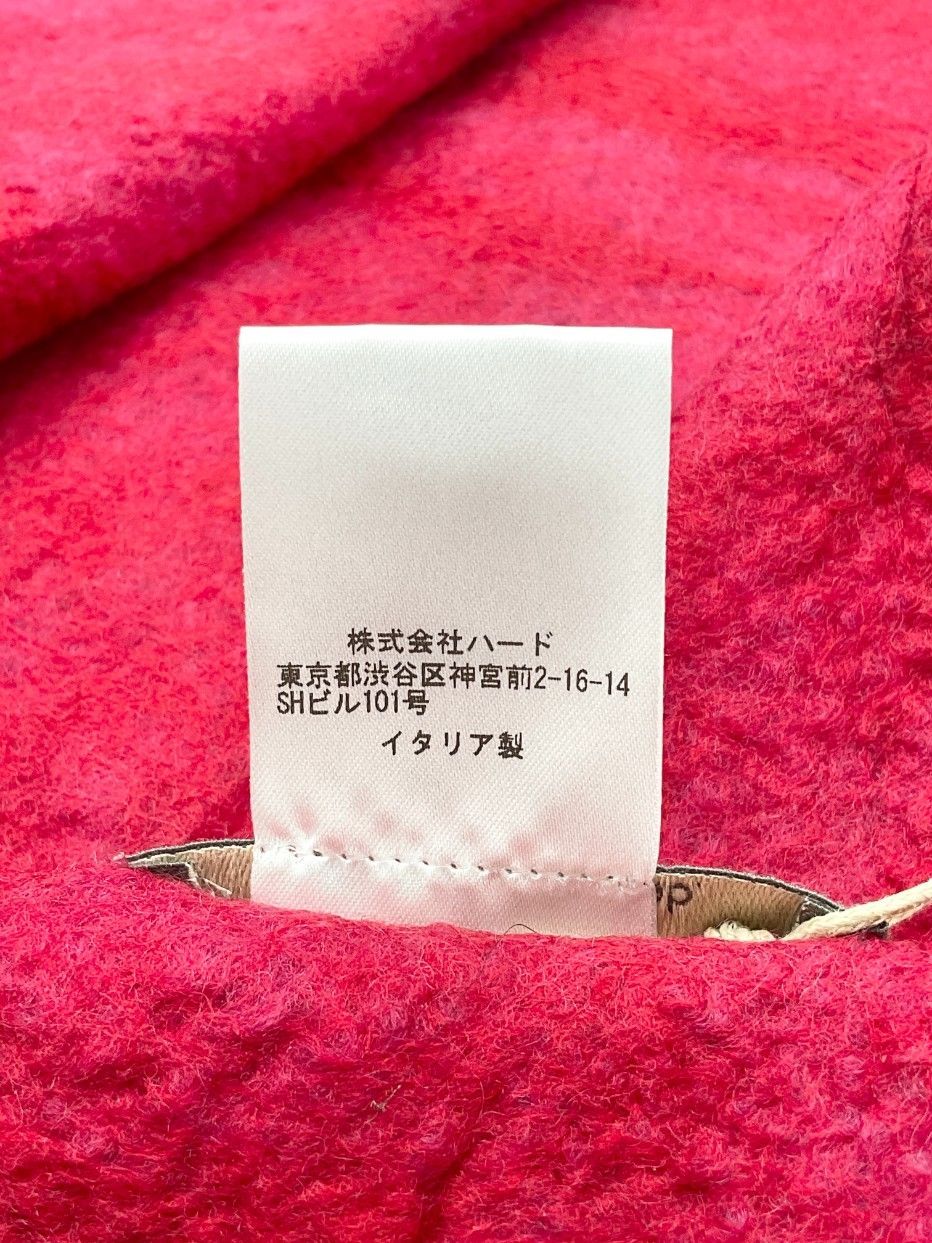 株式会社ハード
東京都渋谷区神宮前2-16-14
SHビル101号
イタリア製